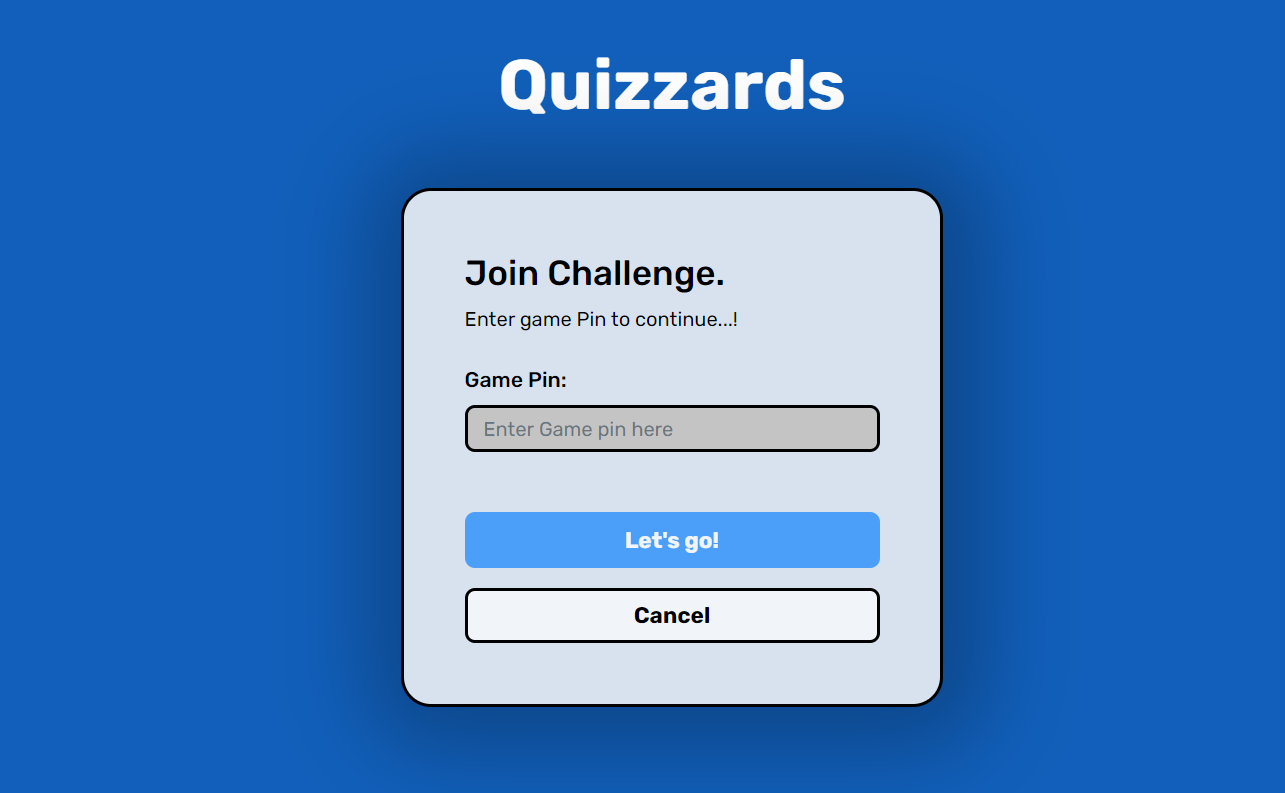 Quizzards
Join Challenge.
Enter game Pin to continue...!
Game Pin:
Enter Game pin here
Let's go!
Cancel